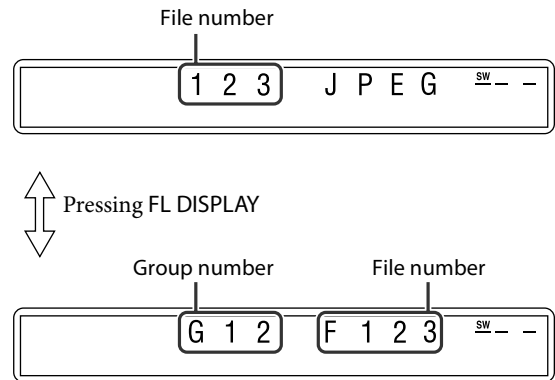 File number
1 2 3 J P E G SW – –
Pressing FL DISPLAY
Group number File number
G 1 2 F 1 2 3 SW – –